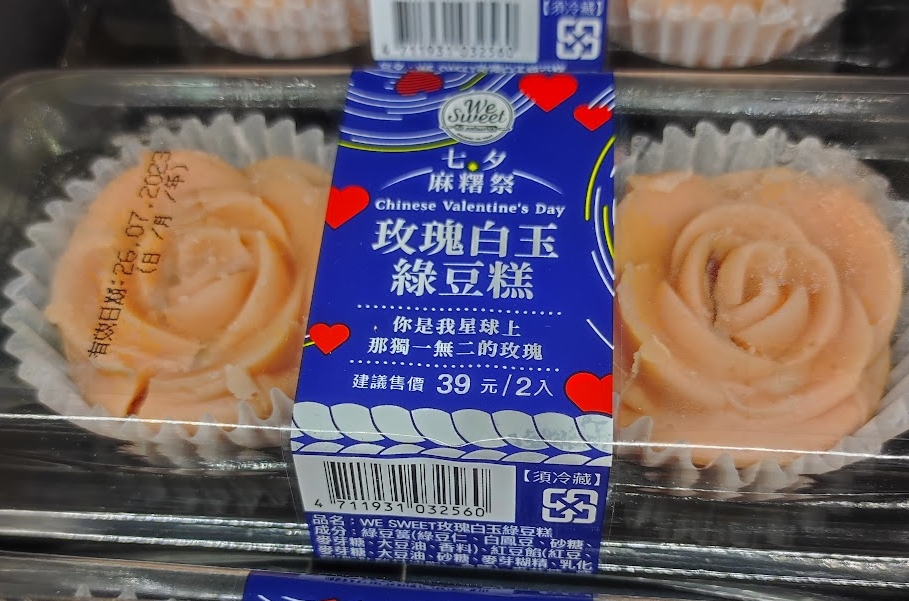 4 711931 032560
【須冷藏】
We
Sweet
七夕
麻糬祭
Chinese Valentine's Day
玫瑰白玉
綠豆糕
你是我星球上
那獨一無二的玫瑰
建議售價 39 元/2入
有效日期:26.07.2023
(日 /月 /年)
4 711931 032560
【須冷藏】
品名:WE SWEET玫瑰白玉綠豆糕
成分:綠豆蓉(綠豆仁、白鳳豆、砂糖、
麥芽糖、大豆油、香料)、紅豆餡(紅豆、
麥芽糖、大豆油、砂糖、麥芽糊精、乳化